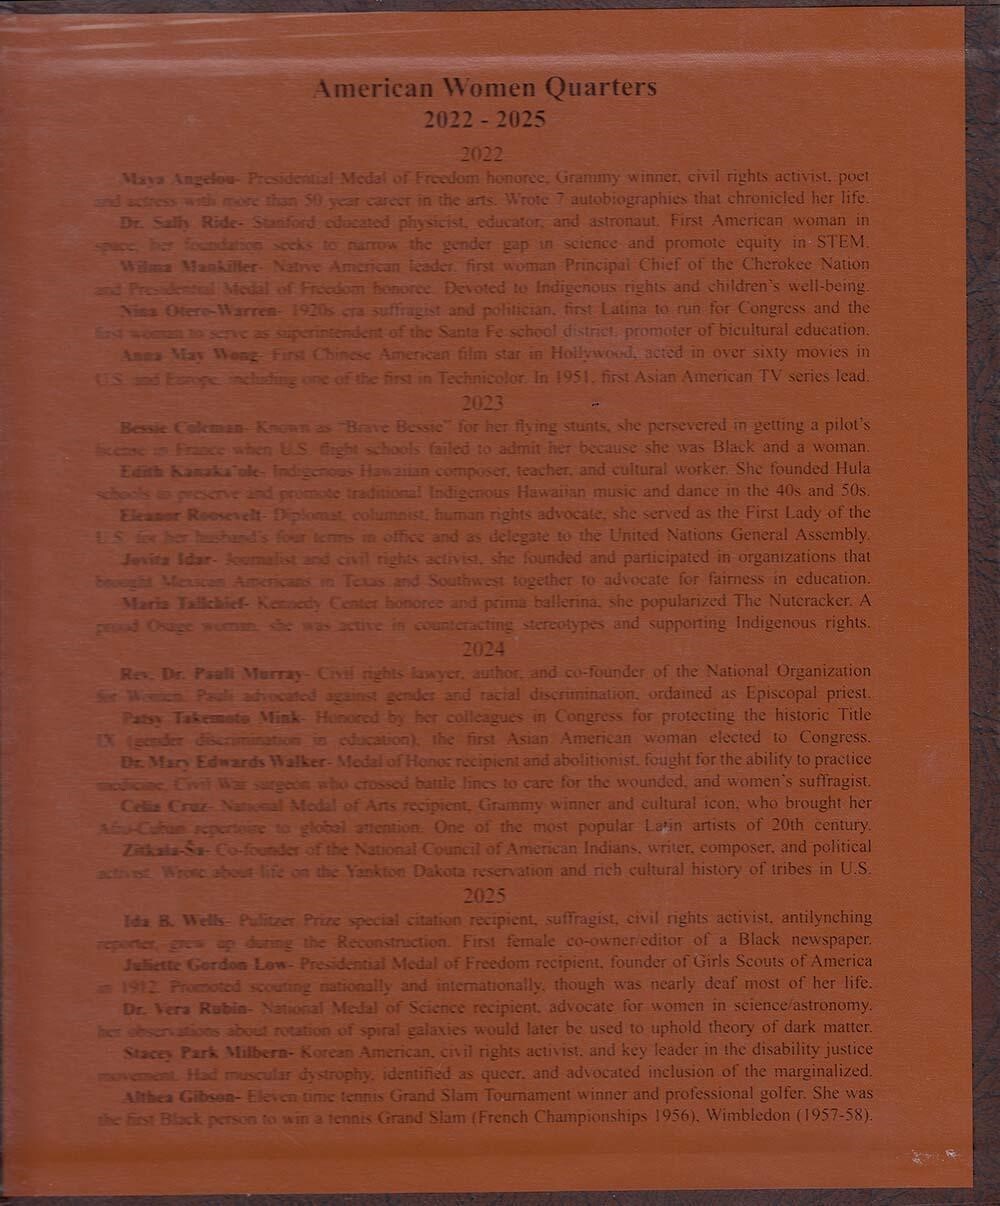 American Women Quarters
2022 - 2025
2022
Maya Angelou- Presidential Medal of Freedom honoree, Grammy winner, civil rights activist, poet
and actress with more than 50 year career in the arts. Wrote 7 autobiographies that chronicled her life.
Dr. Sally Ride- Stanford educated physicist, educator, and astronaut. First American woman in
space, her foundation seeks to narrow the gender gap in science and promote equity in STEM.
Wilma Mankiller- Native American leader, first woman Principal Chief of the Cherokee Nation
and Presidential Medal of Freedom honoree. Devoted to Indigenous rights and children's well-being.
Nina Otero-Warren- 1920s era suffragist and politician, first Latina to run for Congress and the
first woman to serve as superintendent of the Santa Fe school district, promoter of bicultural education.
Anna May Wong- First Chinese American film star in Hollywood, acted in over sixty movies in
U.S. and Europe, including one of the first in Technicolor. In 1951, first Asian American TV series lead.
2023
Bessie Coleman- Known as "Brave Bessie" for her flying stunts, she persevered in getting a pilot's
license in France when U.S. flight schools failed to admit her because she was Black and a woman.
Edith Kanaka'ole- Indigenous Hawaiian composer, teacher, and cultural worker. She founded Hula
schools to preserve and promote traditional Indigenous Hawaiian music and dance in the 40s and 50s.
Eleanor Roosevelt- Diplomat, columnist, human rights advocate, she served as the First Lady of the
U.S. for her husband's four terms in office and as delegate to the United Nations General Assembly.
Jovita Idar- Journalist and civil rights activist, she founded and participated in organizations that
brought Mexican Americans in Texas and Southwest together to advocate for fairness in education.
Maria Tallchief- Kennedy Center honoree and prima ballerina, she popularized The Nutcracker. A
proud Osage woman, she was active in counteracting stereotypes and supporting Indigenous rights.
2024
Rev. Dr. Pauli Murray- Civil rights lawyer, author, and co-founder of the National Organization
for Women. Pauli advocated against gender and racial discrimination, ordained as Episcopal priest.
Patsy Takemoto Mink- Honored by her colleagues in Congress for protecting the historic Title
IX (gender discrimination in education), the first Asian American woman elected to Congress.
Dr. Mary Edwards Walker- Medal of Honor recipient and abolitionist, fought for the ability to practice
medicine. Civil War surgeon who crossed battle lines to care for the wounded, and women's suffragist.
Celia Cruz- National Medal of Arts recipient, Grammy winner and cultural icon, who brought her
Afro-Cuban repertoire to global attention. One of the most popular Latin artists of 20th century.
Zitkala-Ša- Co-founder of the National Council of American Indians, writer, composer, and political
activist. Wrote about life on the Yankton Dakota reservation and rich cultural history of tribes in U.S.
2025
Ida B. Wells- Pulitzer Prize special citation recipient, suffragist, civil rights activist, antilynching
reporter, grew up during the Reconstruction. First female co-owner/editor of a Black newspaper.
Juliette Gordon Low- Presidential Medal of Freedom recipient, founder of Girls Scouts of America
in 1912. Promoted scouting nationally and internationally, though was nearly deaf most of her life.
Dr. Vera Rubin- National Medal of Science recipient, advocate for women in science/astronomy,
her observations about rotation of spiral galaxies would later be used to uphold theory of dark matter.
Stacey Park Milbern- Korean American, civil rights activist, and key leader in the disability justice
movement. Had muscular dystrophy, identified as queer, and advocated inclusion of the marginalized.
Althea Gibson- Eleven time tennis Grand Slam Tournament winner and professional golfer. She was
the first Black person to win a tennis Grand Slam (French Championships 1956), Wimbledon (1957-58).